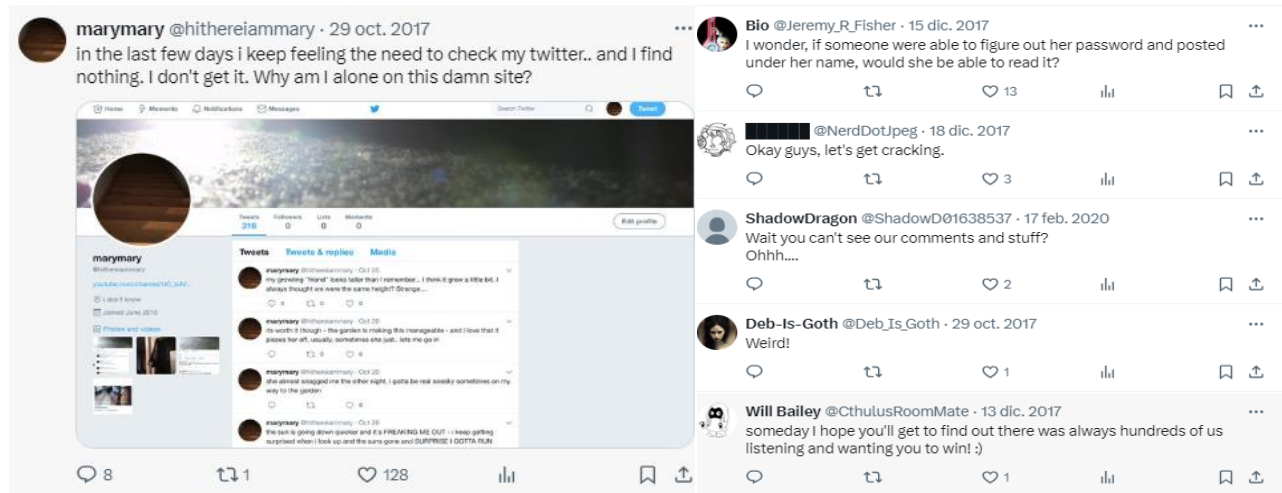 marymary @hithereiammary · 29 oct. 2017
in the last few days i keep feeling the need to check my twitter.. and I find
nothing. I don't get it. Why am I alone on this damn site?
Home Moments Notifications Messages
Search Twitter
Tweet
Tweets Followers Lists Moments
316 0 0 0
Edit profile
marymary
@hithereiammary
i don't know
Joined June 2010
Photos and videos
Tweets Tweets & replies Media
marymary @hithereiammary · Oct
my growling "friend" looks taller than I remember... I think it grew a little bit. I
always thought we were the same height? Strange....
marymary @hithereiammary · Oct
its worth it though - the garden is making this manageable - and I love that it
pisses her off, usually, sometimes she just.. lets me go in
marymary @hithereiammary · Oct
she almost snagged me the other night. i gotta be real sneaky sometimes on my
way to the garden
marymary @hithereiammary · Oct
the sun is going down quicker and it's FREAKING ME OUT - i keep getting
surprised when i look up and the suns gone and SURPRISE I GOTTA RUN
8 1 128
Bio @Jeremy_R_Fisher · 15 dic. 2017
I wonder, if someone were able to figure out her password and posted
under her name, would she be able to read it?
13
@NerdDotJpeg · 18 dic. 2017
Okay guys, let's get cracking.
3
ShadowDragon @ShadowD01638537 · 17 feb. 2020
Wait you can't see our comments and stuff?
Ohhh....
2
Deb-Is-Goth @Deb_Is_Goth · 29 oct. 2017
Weird!
1
Will Bailey @CthulusRoomMate · 13 dic. 2017
someday I hope you'll get to find out there was always hundreds of us
listening and wanting you to win! :)
1